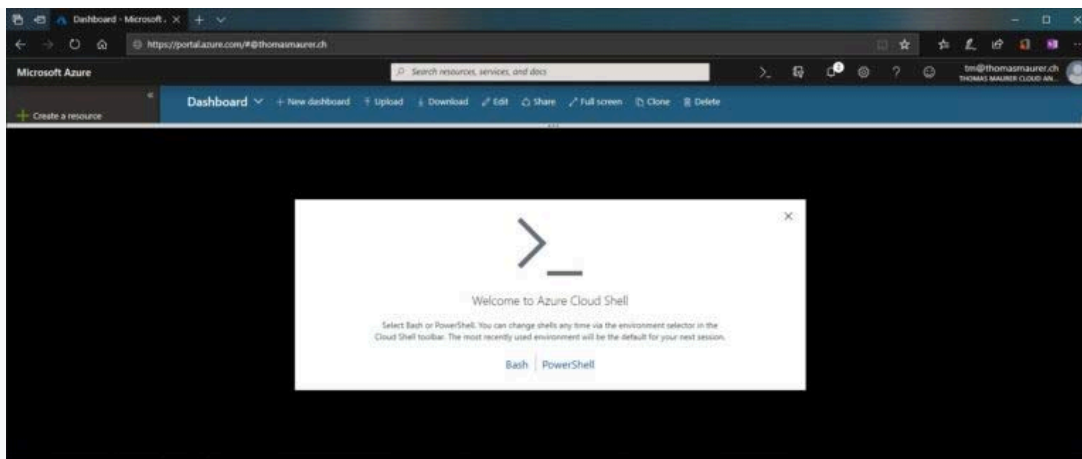 Dashboard - Microsoft
https://portal.azure.com/#@thomasmaurer.ch
Microsoft Azure
Search resources, services, and docs
tm@thomasmaurer.ch
THOMAS MAURER CLOUD AN...
Create a resource
Dashboard
New dashboard
Upload
Download
Edit
Share
Full screen
Clone
Delete
Welcome to Azure Cloud Shell
Select Bash or PowerShell. You can change shells any time via the environment selector in the
Cloud Shell toolbar. The most recently used environment will be the default for your next session.
Bash
PowerShell